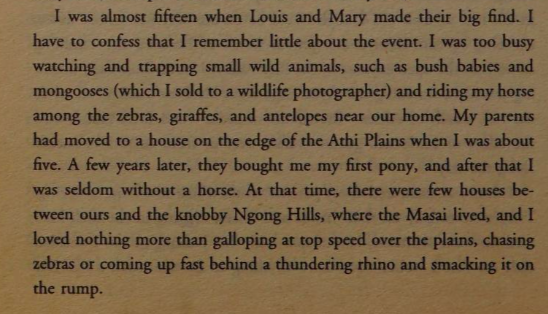 I was almost fifteen when Louis and Mary made their big find. I
have to confess that I remember little about the event. I was too busy
watching and trapping small wild animals, such as bush babies and
mongooses (which I sold to a wildlife photographer) and riding my horse
among the zebras, giraffes, and antelopes near our home. My parents
had moved to a house on the edge of the Athi Plains when I was about
five. A few years later, they bought me my first pony, and after that I
was seldom without a horse. At that time, there were few houses be-
tween ours and the knobby Ngong Hills, where the Masai lived, and I
loved nothing more than galloping at top speed over the plains, chasing
zebras or coming up fast behind a thundering rhino and smacking it on
the rump.